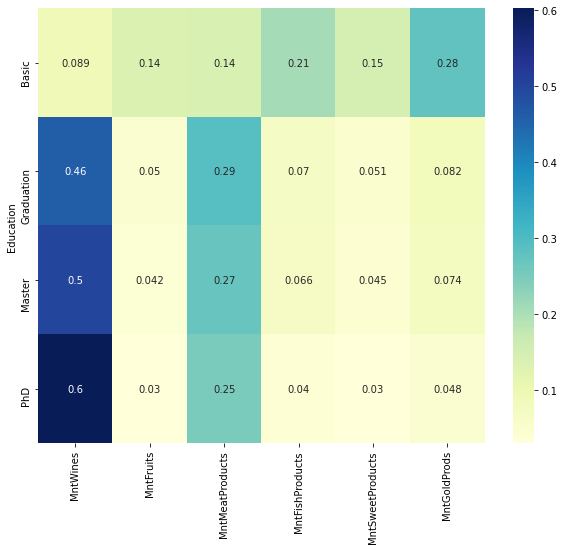 Education
Basic
0.089 0.14 0.14 0.21 0.15 0.28
Graduation
0.46 0.05 0.29 0.07 0.051 0.082
Master
0.5 0.042 0.27 0.066 0.045 0.074
PhD
0.6 0.03 0.25 0.04 0.03 0.048
MntWines
MntFruits
MntMeatProducts
MntFishProducts
MntSweetProducts
MntGoldProds
0.6
0.5
0.4
0.3
0.2
0.1